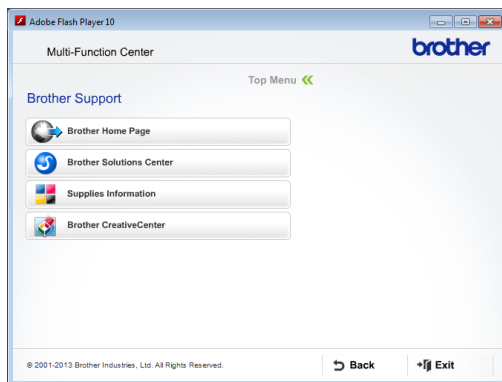 Adobe Flash Player 10
Multi-Function Center
brother
Top Menu
Brother Support
Brother Home Page
Brother Solutions Center
Supplies Information
Brother CreativeCenter
© 2001-2013 Brother Industries, Ltd. All Rights Reserved.
Back
Exit